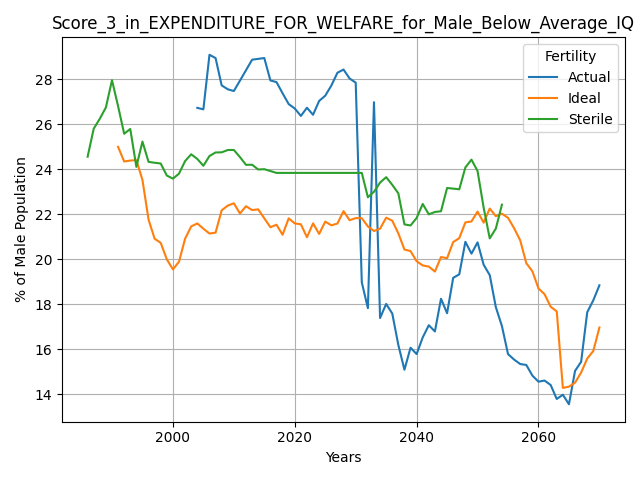 Score_3_in_EXPENDITURE_FOR_WELFARE_for_Male_Below_Average_IQ
% of Male Population
28
26
24
22
20
18
16
14
Fertility
Actual
Ideal
Sterile
2000 2020 2040 2060
Years